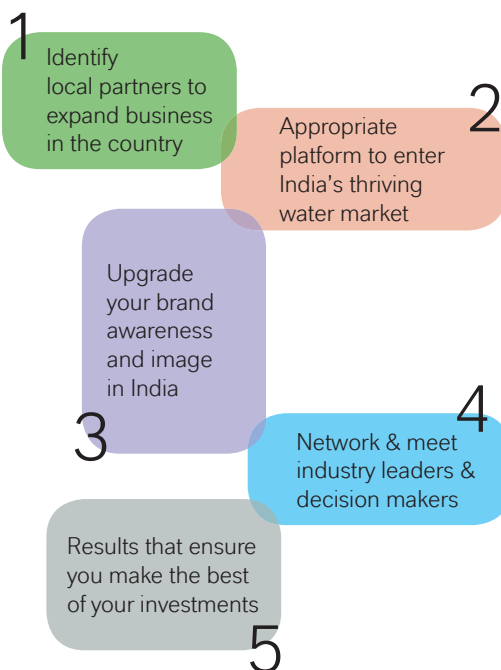 1
Identify
local partners to
expand business
in the country
2
Appropriate
platform to enter
India's thriving
water market
Upgrade
your brand
awareness
and image
in India
3
4
Network & meet
industry leaders &
decision makers
Results that ensure
you make the best
of your investments
5